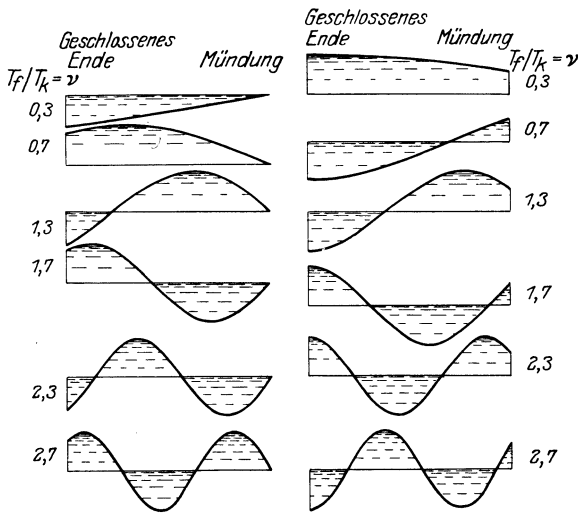 Geschlossenes
Ende Mündung
T_f/T_k = ν
0,3
0,7
1,3
1,7
2,3
2,7
Geschlossenes
Ende Mündung
T_f/T_k = ν
0,3
0,7
1,3
1,7
2,3
2,7